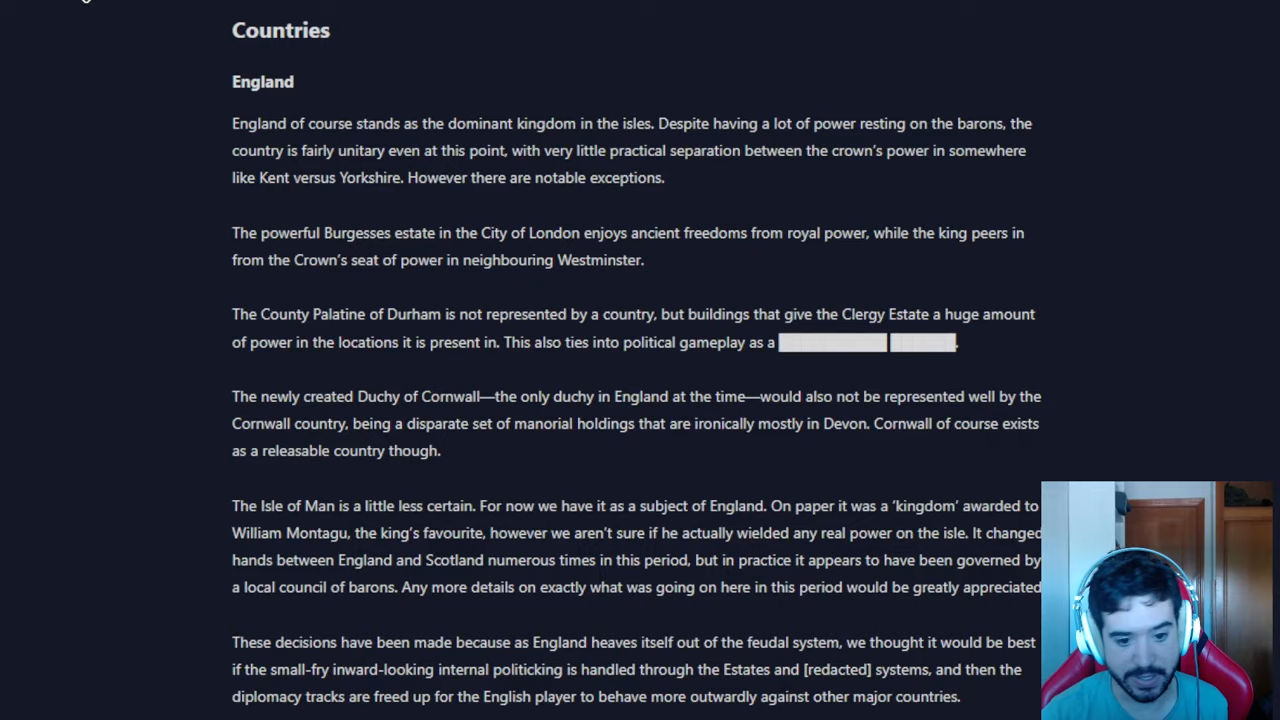 Countries
England
England of course stands as the dominant kingdom in the isles. Despite having a lot of power resting on the barons, the
country is fairly unitary even at this point, with very little practical separation between the crown’s power in somewhere
like Kent versus Yorkshire. However there are notable exceptions.
The powerful Burgesses estate in the City of London enjoys ancient freedoms from royal power, while the king peers in
from the Crown’s seat of power in neighbouring Westminster.
The County Palatine of Durham is not represented by a country, but buildings that give the Clergy Estate a huge amount
of power in the locations it is present in. This also ties into political gameplay as a ██████████ ██████.
The newly created Duchy of Cornwall—the only duchy in England at the time—would also not be represented well by the
Cornwall country, being a disparate set of manorial holdings that are ironically mostly in Devon. Cornwall of course exists
as a releasable country though.
The Isle of Man is a little less certain. For now we have it as a subject of England. On paper it was a ‘kingdom’ awarded to
William Montagu, the king’s favourite, however we aren’t sure if he actually wielded any real power on the isle. It changed
hands between England and Scotland numerous times in this period, but in practice it appears to have been governed by
a local council of barons. Any more details on exactly what was going on here in this period would be greatly appreciated
These decisions have been made because as England heaves itself out of the feudal system, we thought it would be best
if the small-fry inward-looking internal politicking is handled through the Estates and [redacted] systems, and then the
diplomacy tracks are freed up for the English player to behave more outwardly against other major countries.